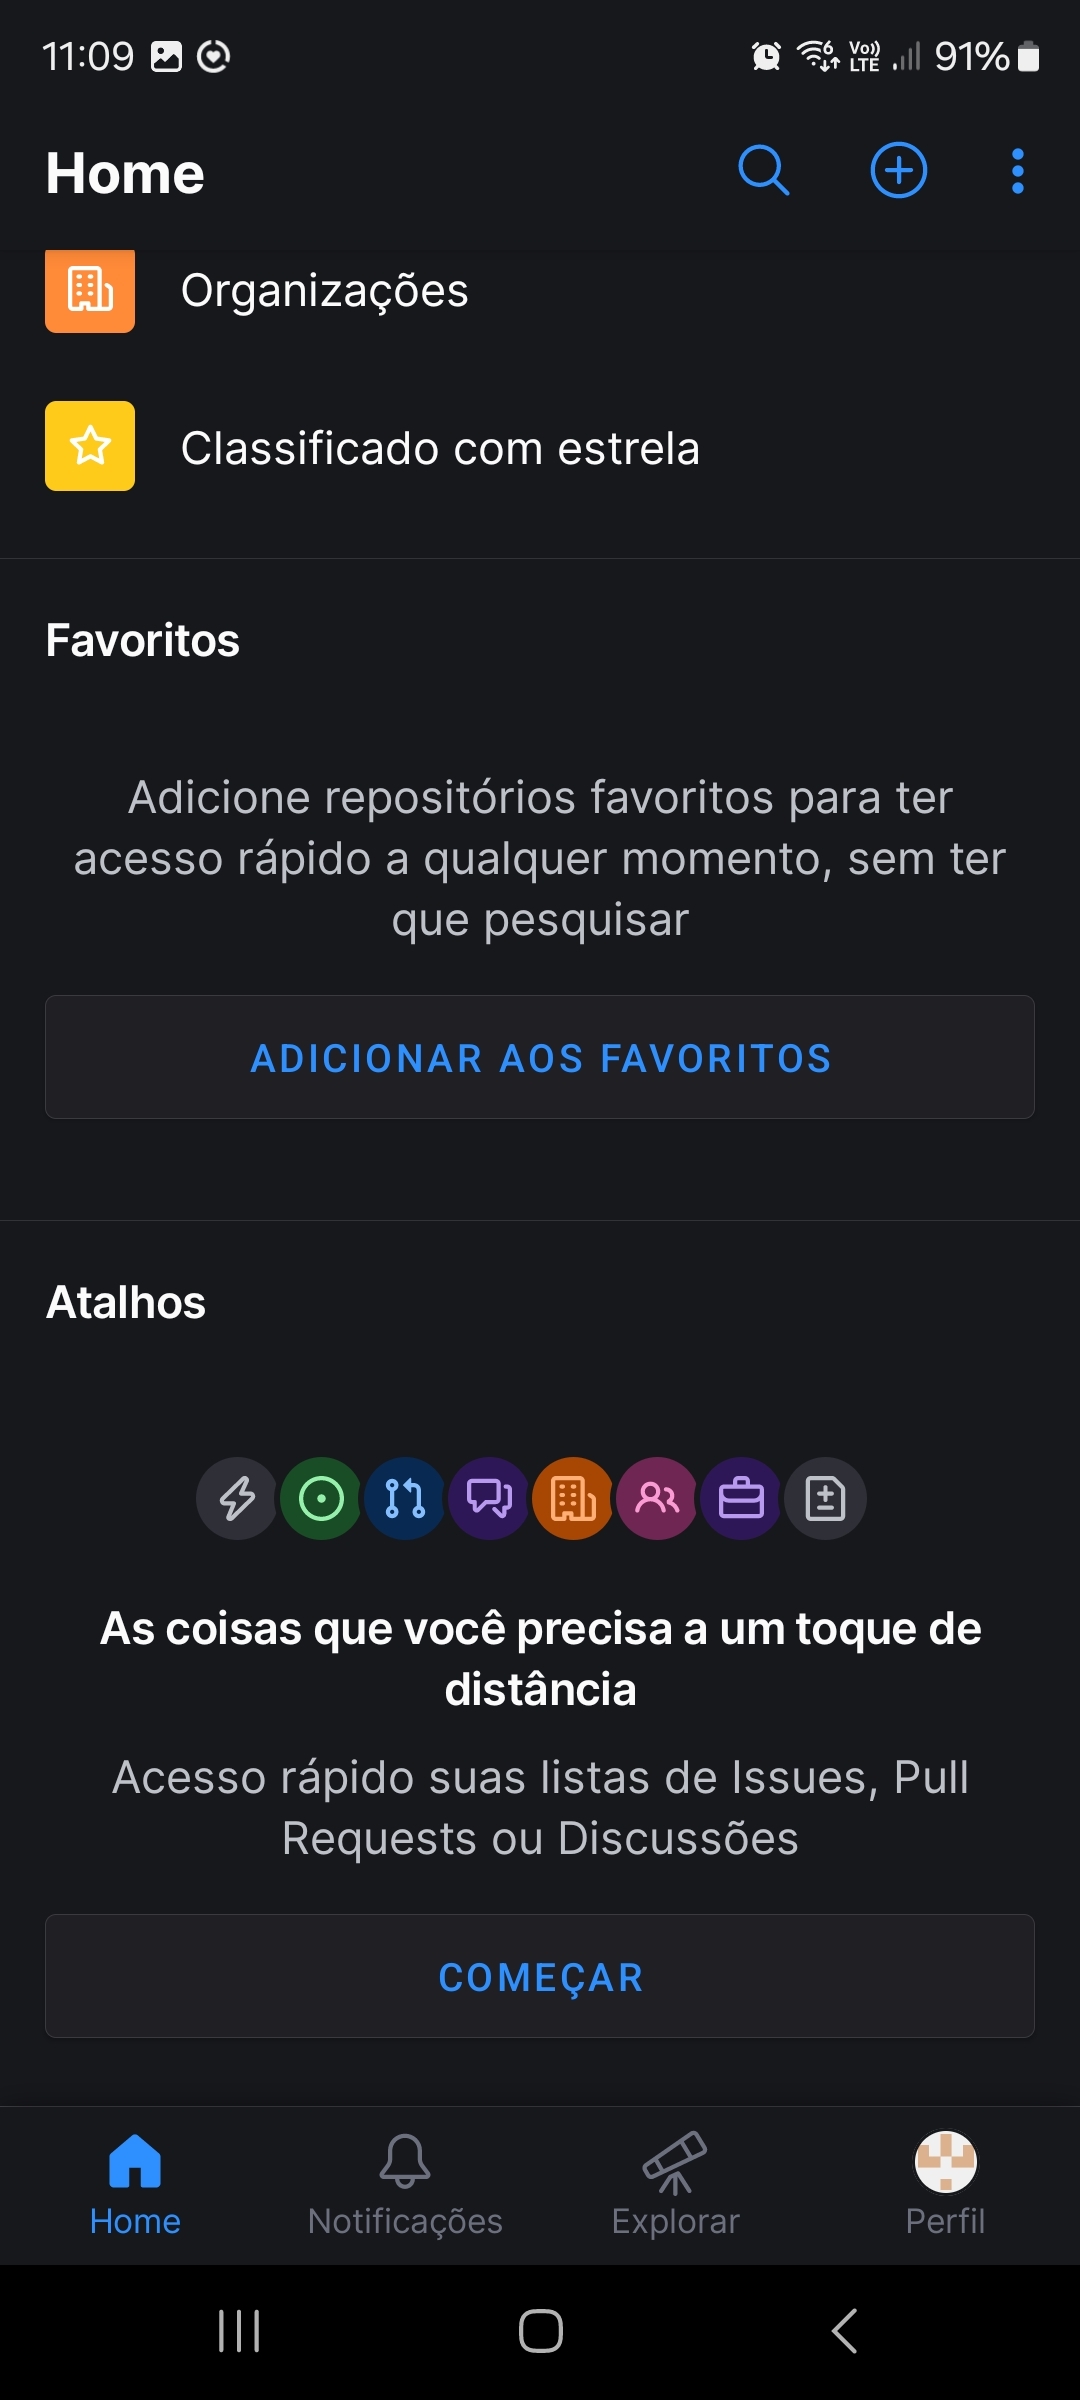 11:09
6 Vo)) LTE 91%
Home
Organizações
Classificado com estrela
Favoritos
Adicione repositórios favoritos para ter
acesso rápido a qualquer momento, sem ter
que pesquisar
ADICIONAR AOS FAVORITOS
Atalhos
As coisas que você precisa a um toque de
distância
Acesso rápido suas listas de Issues, Pull
Requests ou Discussões
COMEÇAR
Home
Notificações
Explorar
Perfil